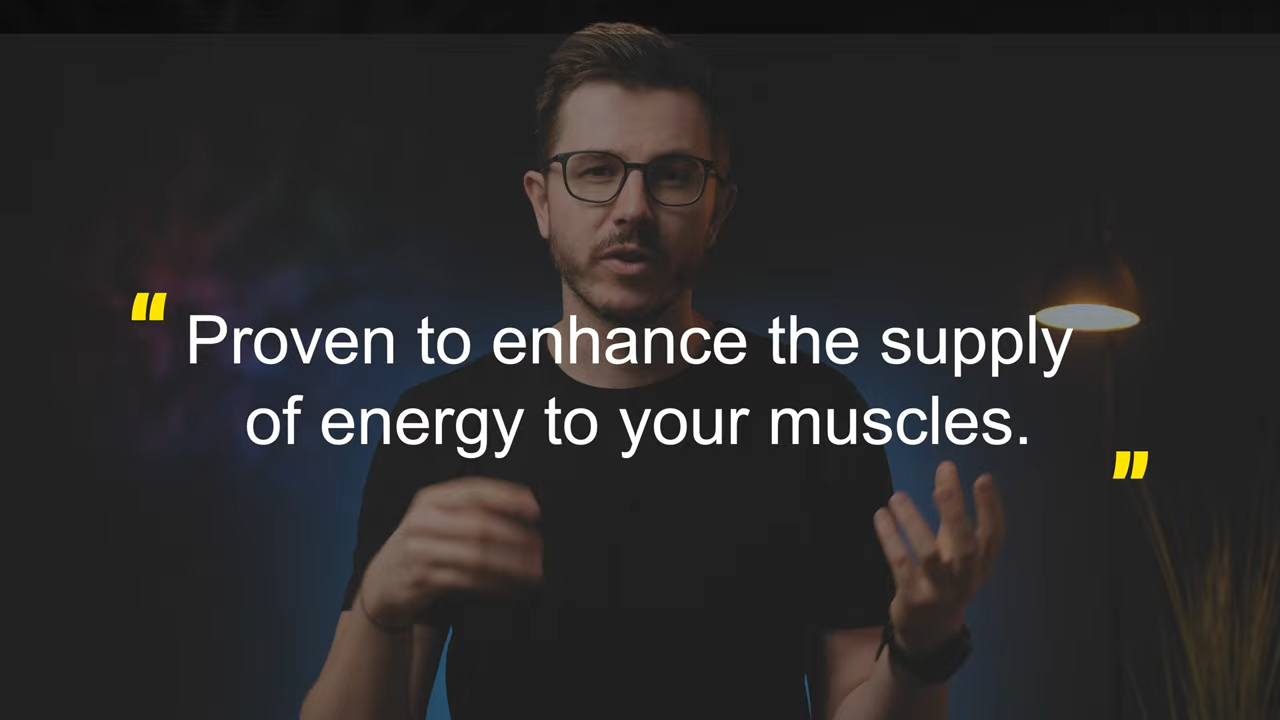 " Proven to enhance the supply
of energy to your muscles. "